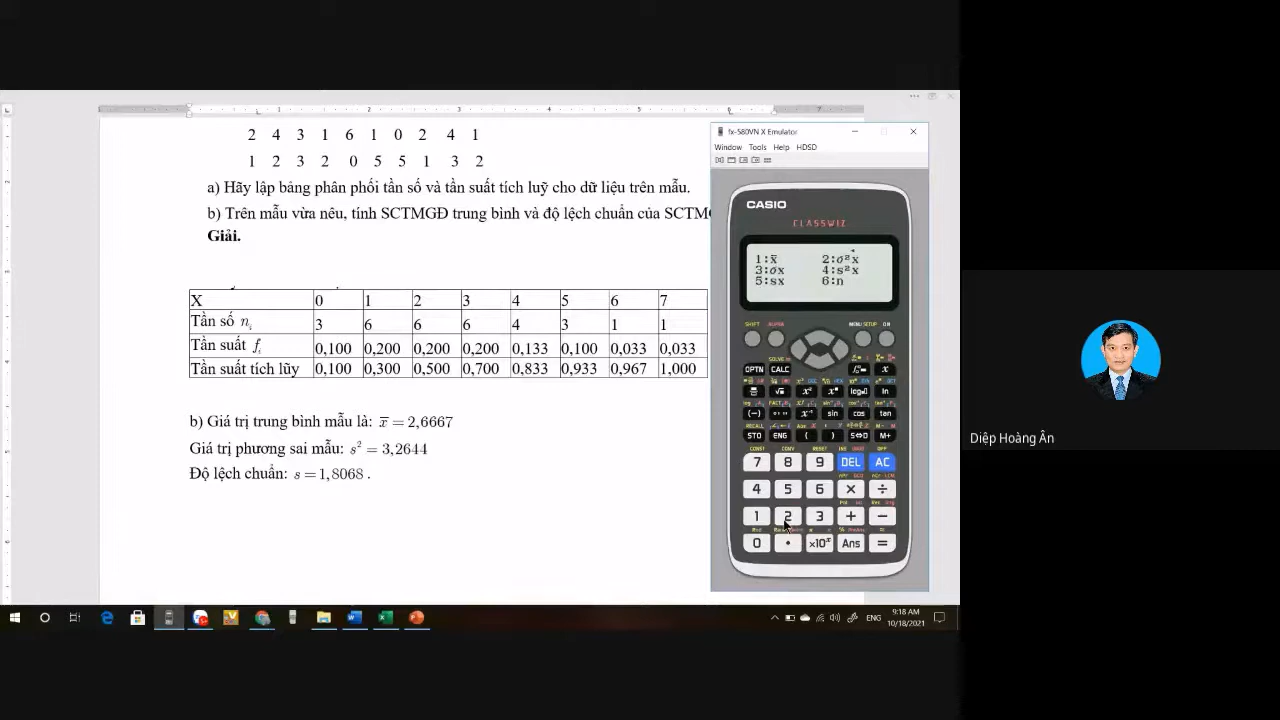 2 4 3 1 6 1 0 2 4 1
1 2 3 2 0 5 5 1 3 2
a) Hãy lập bảng phân phối tần số và tần suất tích luỹ cho dữ liệu trên mẫu.
b) Trên mẫu vừa nêu, tính SCTMGĐ trung bình và độ lệch chuẩn của SCTM
Giải.
X 0 1 2 3 4 5 6 7
Tần số nᵢ 3 6 6 6 4 3 1 1
Tần suất fᵢ 0,100 0,200 0,200 0,200 0,133 0,100 0,033 0,033
Tần suất tích lũy 0,100 0,300 0,500 0,700 0,833 0,933 0,967 1,000
b) Giá trị trung bình mẫu là: x̅ = 2,6667
Giá trị phương sai mẫu: s² = 3,2644
Độ lệch chuẩn: s = 1,8068 .
fx-580VN X Emulator
Window Tools Help HDSD
CASIO
CLASSWIZ
1:x̅ 2:σ²x
3:σx 4:s²x
5:sx 6:n
SHIFT ALPHA MENU SETUP ON
OPTN CALC x
x² sin cos tan ln
(−) x⁻¹
STO ENG ( ) S⇔D M+
7 8 9 DEL AC
4 5 6 × ÷
1 2 3 + −
0 • ×10ˣ Ans =
Diệp Hoàng Ân
ENG
9:18 AM
10/18/2021